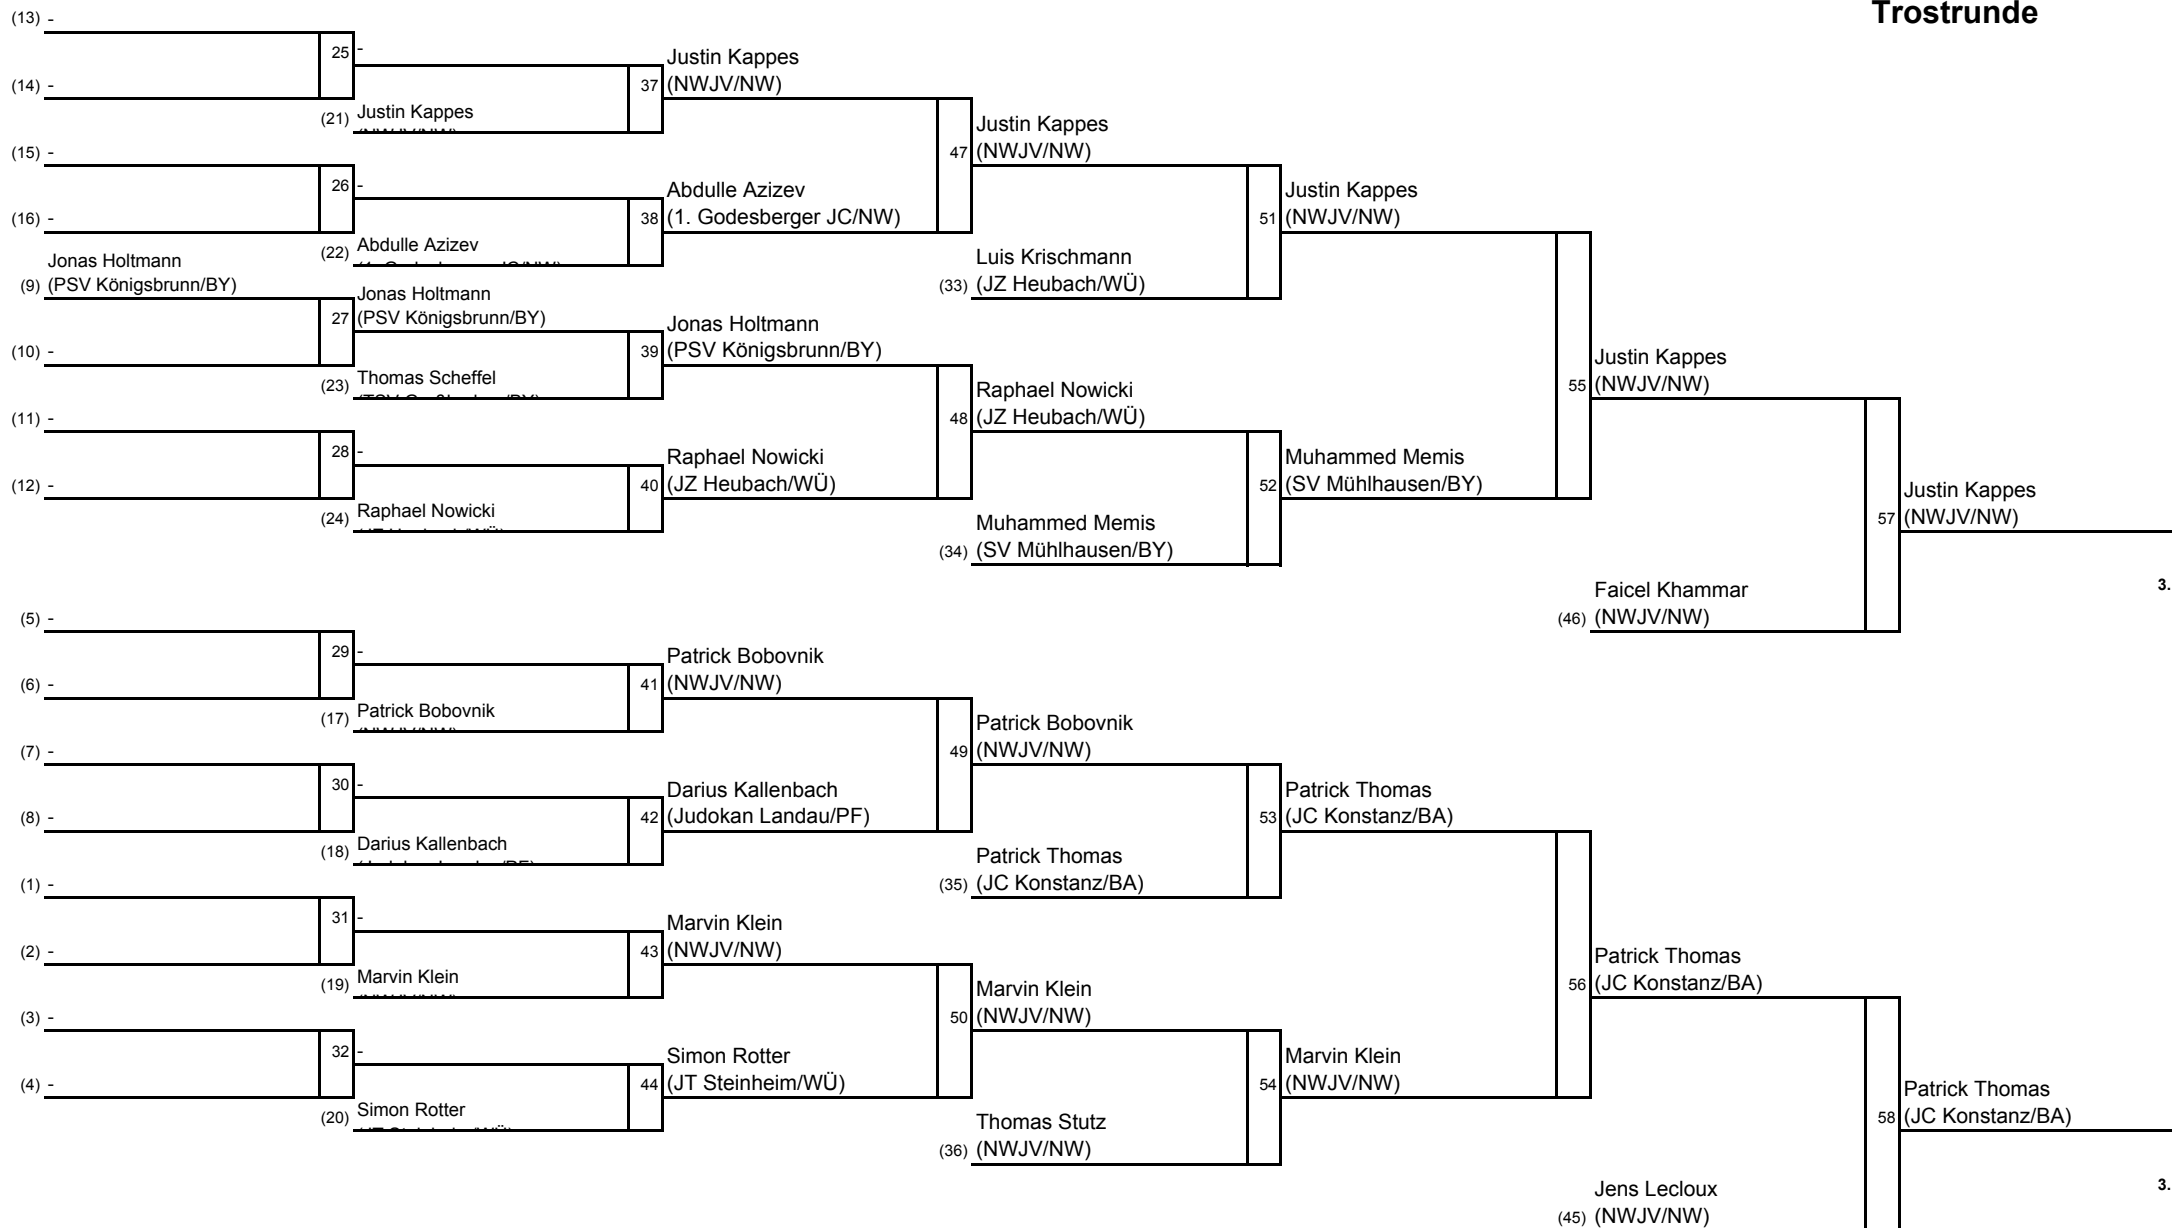 Trostrunde
(13) -
25 -
Justin Kappes
37 (NWJV/NW)
(14) -
(21) Justin Kappes
Justin Kappes
47 (NWJV/NW)
(15) -
26 -
Abdulle Azizev
38 (1. Godesberger JC/NW)
Justin Kappes
51 (NWJV/NW)
(16) -
(22) Abdulle Azizev
Luis Krischmann
(33) (JZ Heubach/WÜ)
Jonas Holtmann
(9) (PSV Königsbrunn/BY)
Jonas Holtmann
27 (PSV Königsbrunn/BY)
Jonas Holtmann
39 (PSV Königsbrunn/BY)
(10) -
(23) Thomas Scheffel
Raphael Nowicki
48 (JZ Heubach/WÜ)
Justin Kappes
55 (NWJV/NW)
(11) -
28 -
Raphael Nowicki
40 (JZ Heubach/WÜ)
Muhammed Memis
52 (SV Mühlhausen/BY)
(12) -
(24) Raphael Nowicki
Muhammed Memis
(34) (SV Mühlhausen/BY)
Justin Kappes
57 (NWJV/NW)
3.
Faicel Khammar
(46) (NWJV/NW)
(5) -
29 -
Patrick Bobovnik
41 (NWJV/NW)
(6) -
(17) Patrick Bobovnik
Patrick Bobovnik
49 (NWJV/NW)
(7) -
30 -
Darius Kallenbach
42 (Judokan Landau/PF)
Patrick Thomas
53 (JC Konstanz/BA)
(8) -
(18) Darius Kallenbach
Patrick Thomas
(35) (JC Konstanz/BA)
(1) -
31 -
Marvin Klein
43 (NWJV/NW)
Patrick Thomas
56 (JC Konstanz/BA)
(2) -
(19) Marvin Klein
Marvin Klein
50 (NWJV/NW)
(3) -
32 -
Simon Rotter
44 (JT Steinheim/WÜ)
Marvin Klein
54 (NWJV/NW)
(4) -
(20) Simon Rotter
Thomas Stutz
(36) (NWJV/NW)
Patrick Thomas
58 (JC Konstanz/BA)
3.
Jens Lecloux
(45) (NWJV/NW)